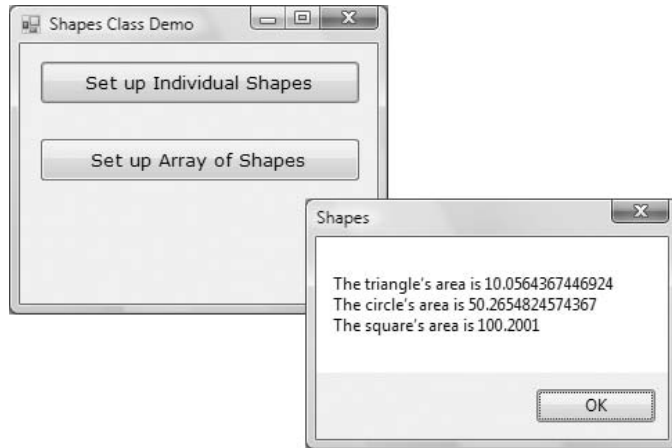 Shapes Class Demo
Set up Individual Shapes
Set up Array of Shapes
Shapes
The triangle's area is 10.0564367446924
The circle's area is 50.2654824574367
The square's area is 100.2001
OK